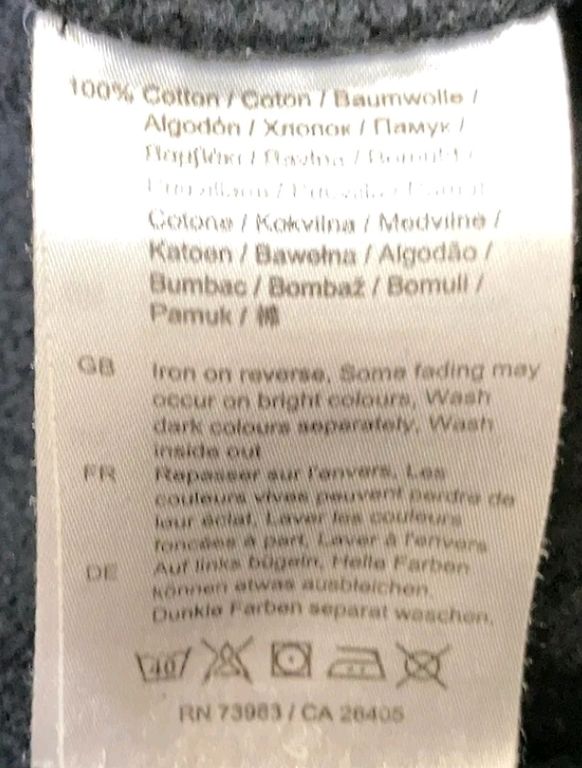 100% Cotton / Coton / Baumwolle /
Algodón / Хлопок / Памук /
Cotone / Kokvilna / Medvilnė /
Katoen / Bawełna / Algodão /
Bumbac / Bombaž / Bomull /
Pamuk / 棉
GB Iron on reverse, Some fading may
occur on bright colours, Wash
dark colours separately, Wash
inside out
FR Repasser sur l'envers, Les
couleurs vives peuvent perdre de
leur éclat, Laver les couleurs
foncées à part, Laver à l'envers
DE Auf links bügeln, Helle Farben
können etwas ausbleichen,
Dunkle Farben separat waschen.
40
RN 73983 / CA 26405